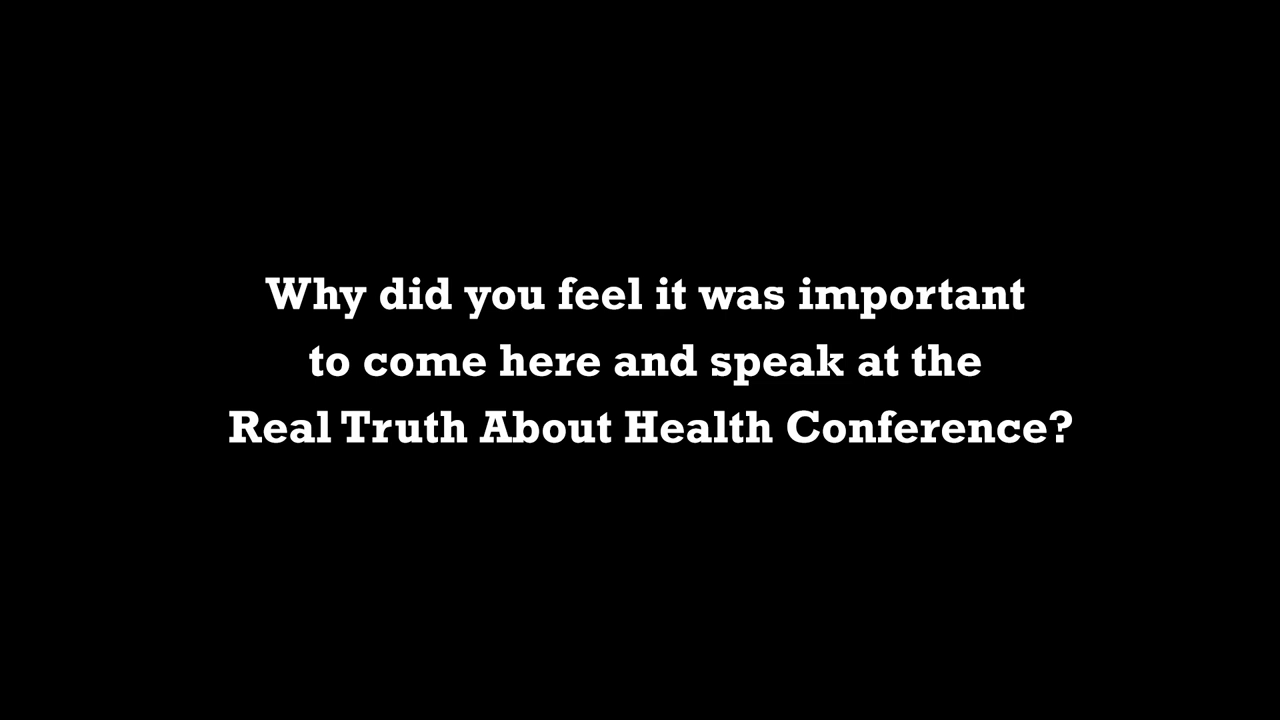 Why did you feel it was important
to come here and speak at the
Real Truth About Health Conference?